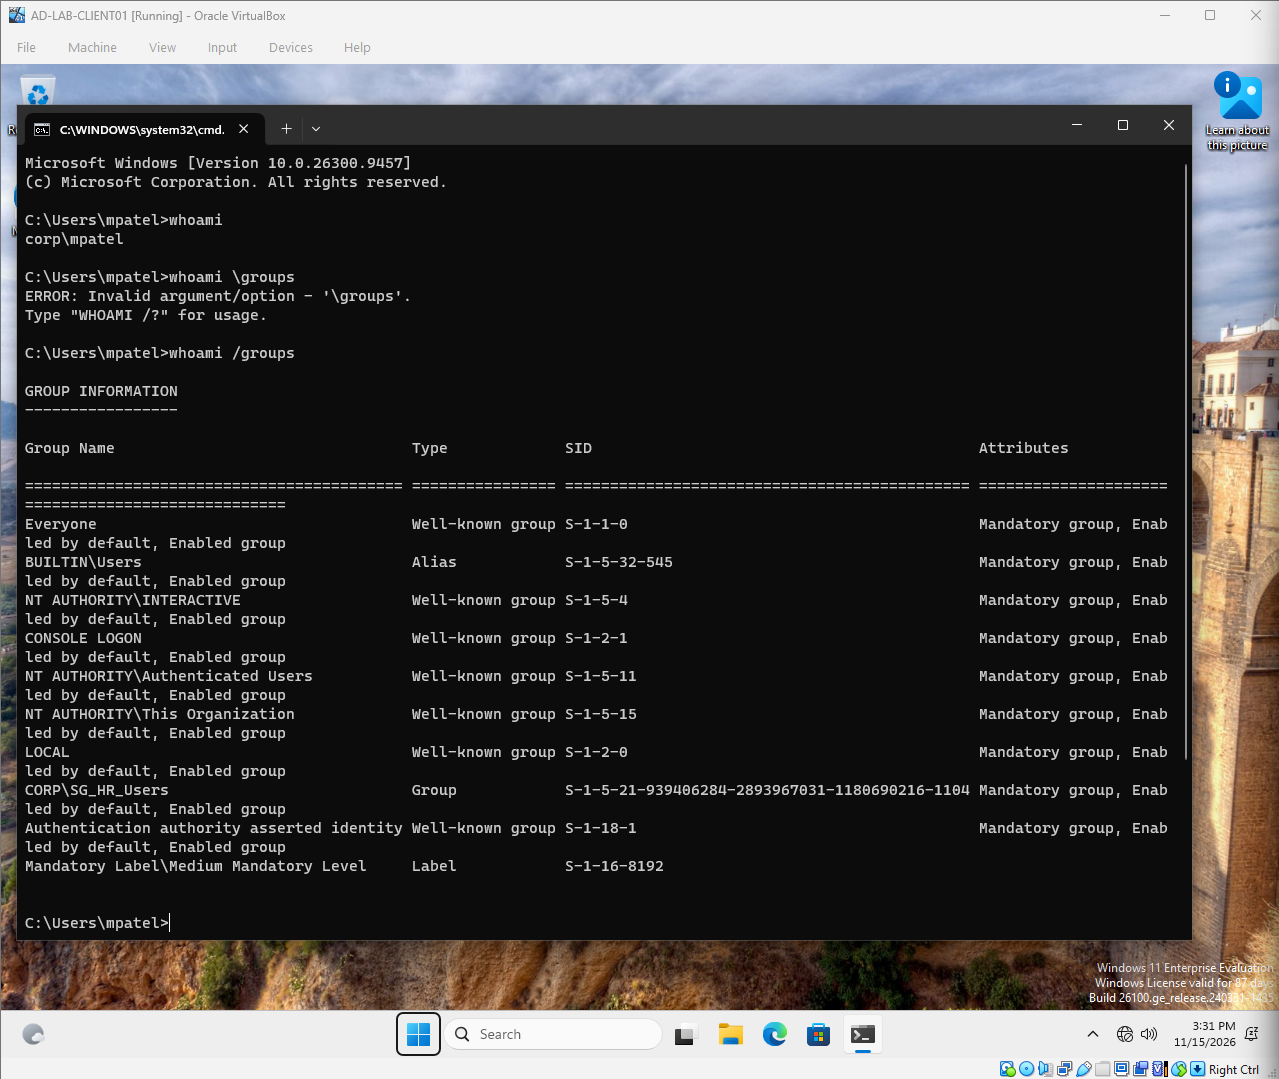 AD-LAB-CLIENT01 [Running] - Oracle VirtualBox
File Machine View Input Devices Help
Learn about
this picture
C:\WINDOWS\system32\cmd.
Microsoft Windows [Version 10.0.26300.9457]
(c) Microsoft Corporation. All rights reserved.
C:\Users\mpatel>whoami
corp\mpatel
C:\Users\mpatel>whoami \groups
ERROR: Invalid argument/option - '\groups'.
Type "WHOAMI /?" for usage.
C:\Users\mpatel>whoami /groups
GROUP INFORMATION
-----------------
Group Name Type SID Attributes
========================================== ================ ============================================= =====================
=============================
Everyone Well-known group S-1-1-0 Mandatory group, Enab
led by default, Enabled group
BUILTIN\Users Alias S-1-5-32-545 Mandatory group, Enab
led by default, Enabled group
NT AUTHORITY\INTERACTIVE Well-known group S-1-5-4 Mandatory group, Enab
led by default, Enabled group
CONSOLE LOGON Well-known group S-1-2-1 Mandatory group, Enab
led by default, Enabled group
NT AUTHORITY\Authenticated Users Well-known group S-1-5-11 Mandatory group, Enab
led by default, Enabled group
NT AUTHORITY\This Organization Well-known group S-1-5-15 Mandatory group, Enab
led by default, Enabled group
LOCAL Well-known group S-1-2-0 Mandatory group, Enab
led by default, Enabled group
CORP\SG_HR_Users Group S-1-5-21-939406284-2893967031-1180690216-1104 Mandatory group, Enab
led by default, Enabled group
Authentication authority asserted identity Well-known group S-1-18-1 Mandatory group, Enab
led by default, Enabled group
Mandatory Label\Medium Mandatory Level Label S-1-16-8192
C:\Users\mpatel>
Windows 11 Enterprise Evaluation
Windows License valid for 87 days
Build 26100.ge_release.240331-1435
Search
3:31 PM
11/15/2026
Right Ctrl